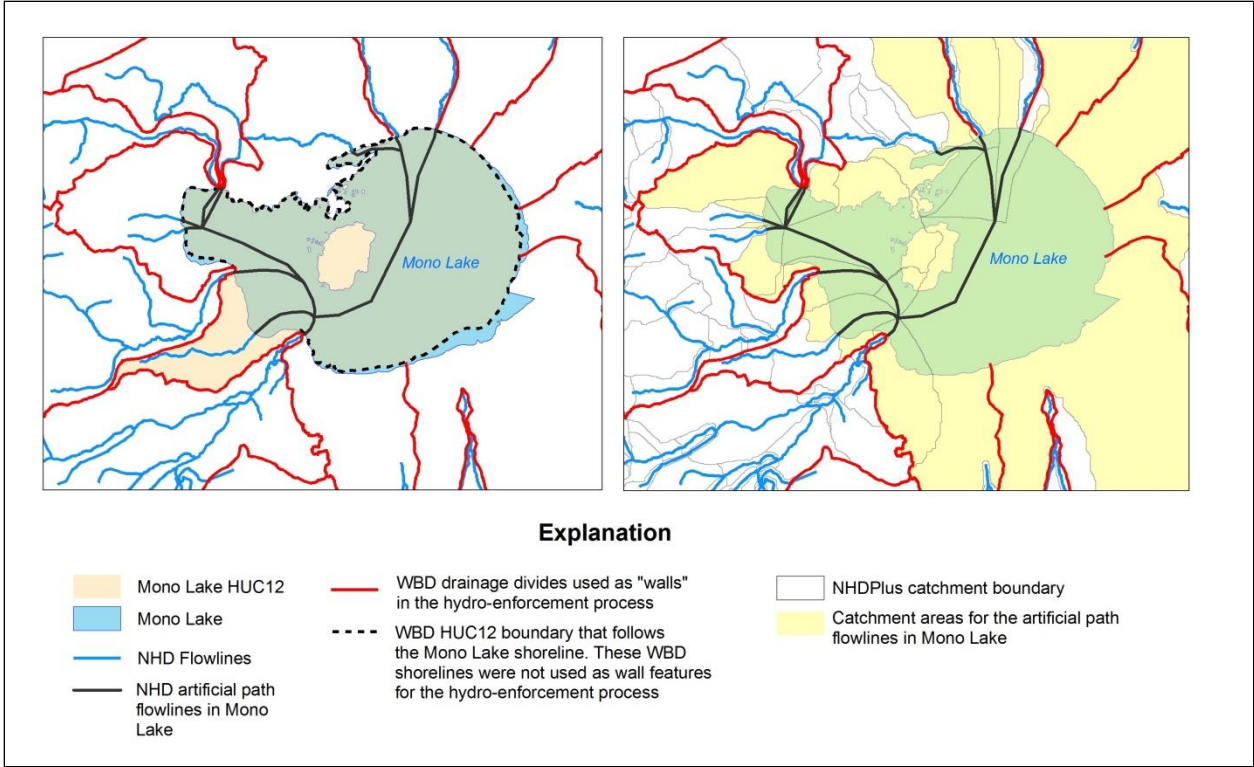 Mono Lake
Mono Lake
Explanation
Mono Lake HUC12
Mono Lake
NHD Flowlines
NHD artificial path
flowlines in Mono
Lake
WBD drainage divides used as "walls"
in the hydro-enforcement process
WBD HUC12 boundary that follows
the Mono Lake shoreline. These WBD
shorelines were not used as wall features
for the hydro-enforcement process
NHDPlus catchment boundary
Catchment areas for the artificial path
flowlines in Mono Lake